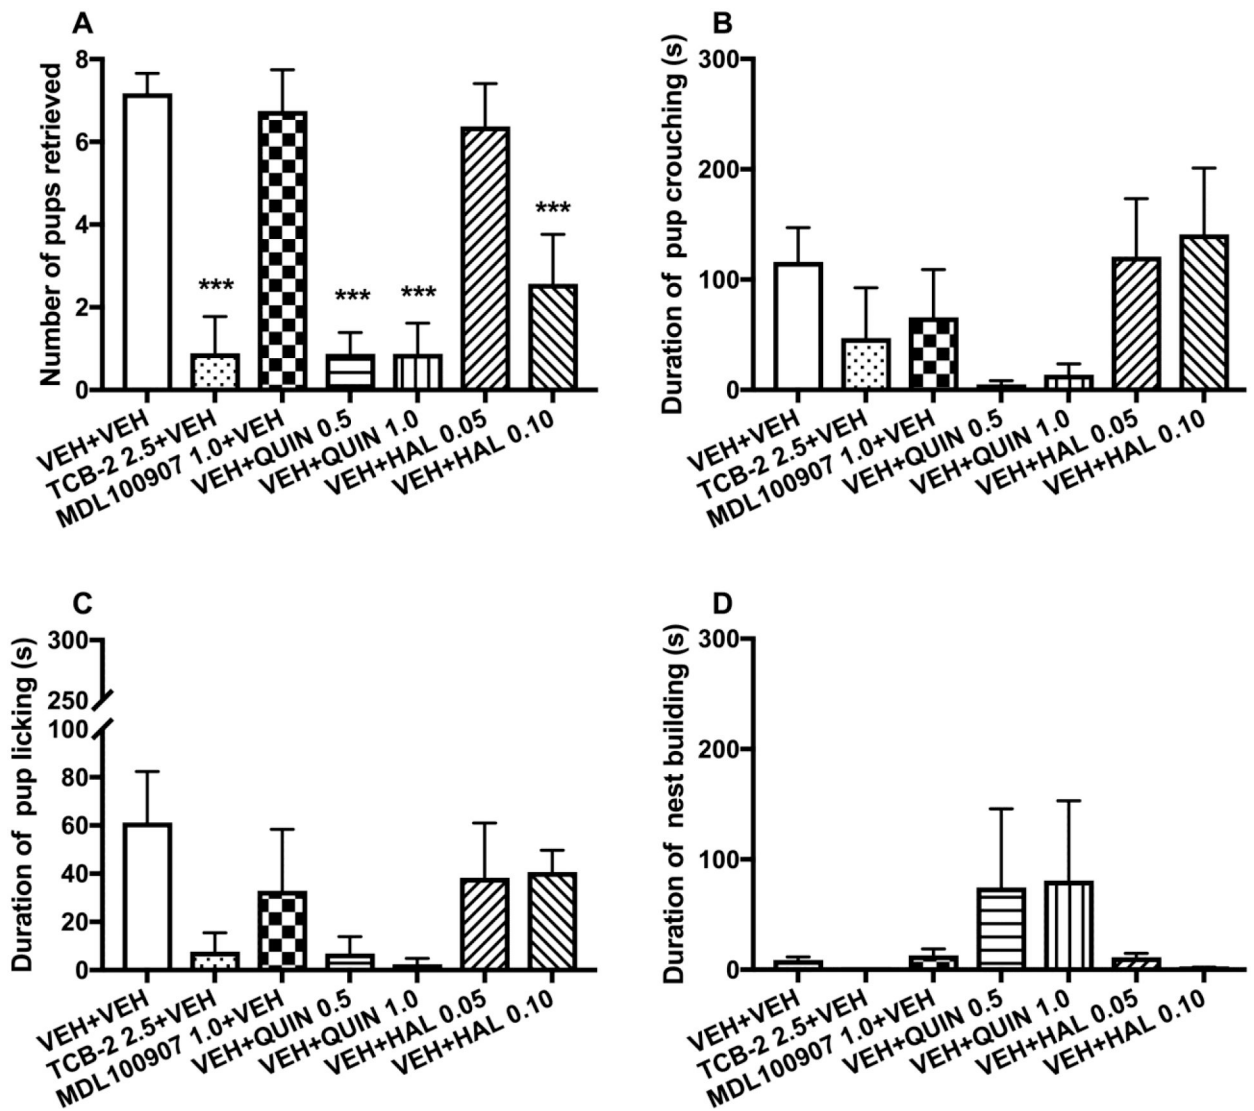 A
Number of pups retrieved
8
6
4
2
0
***
***
***
***
VEH+VEH
TCB-2 2.5+VEH
MDL100907 1.0+VEH
VEH+QUIN 0.5
VEH+QUIN 1.0
VEH+HAL 0.05
VEH+HAL 0.10
B
Duration of pup crouching (s)
300
200
100
0
VEH+VEH
TCB-2 2.5+VEH
MDL100907 1.0+VEH
VEH+QUIN 0.5
VEH+QUIN 1.0
VEH+HAL 0.05
VEH+HAL 0.10
C
Duration of pup licking (s)
300
250
100
80
60
40
20
0
VEH+VEH
TCB-2 2.5+VEH
MDL100907 1.0+VEH
VEH+QUIN 0.5
VEH+QUIN 1.0
VEH+HAL 0.05
VEH+HAL 0.10
D
Duration of nest building (s)
300
200
100
0
VEH+VEH
TCB-2 2.5+VEH
MDL100907 1.0+VEH
VEH+QUIN 0.5
VEH+QUIN 1.0
VEH+HAL 0.05
VEH+HAL 0.10